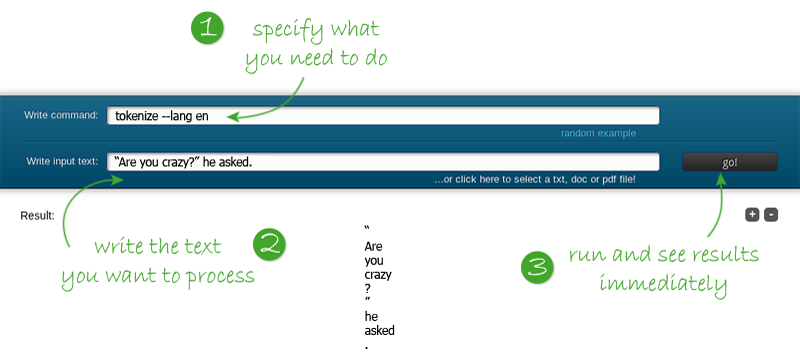 1
specify what
you need to do
Write command:
tokenize --lang en
random example
Write input text:
“Are you crazy?” he asked.
go!
...or click here to select a txt, doc or pdf file!
Result:
+ -
2
write the text
you want to process
“
Are
you
crazy
?
”
he
asked
.
3
run and see results
immediately